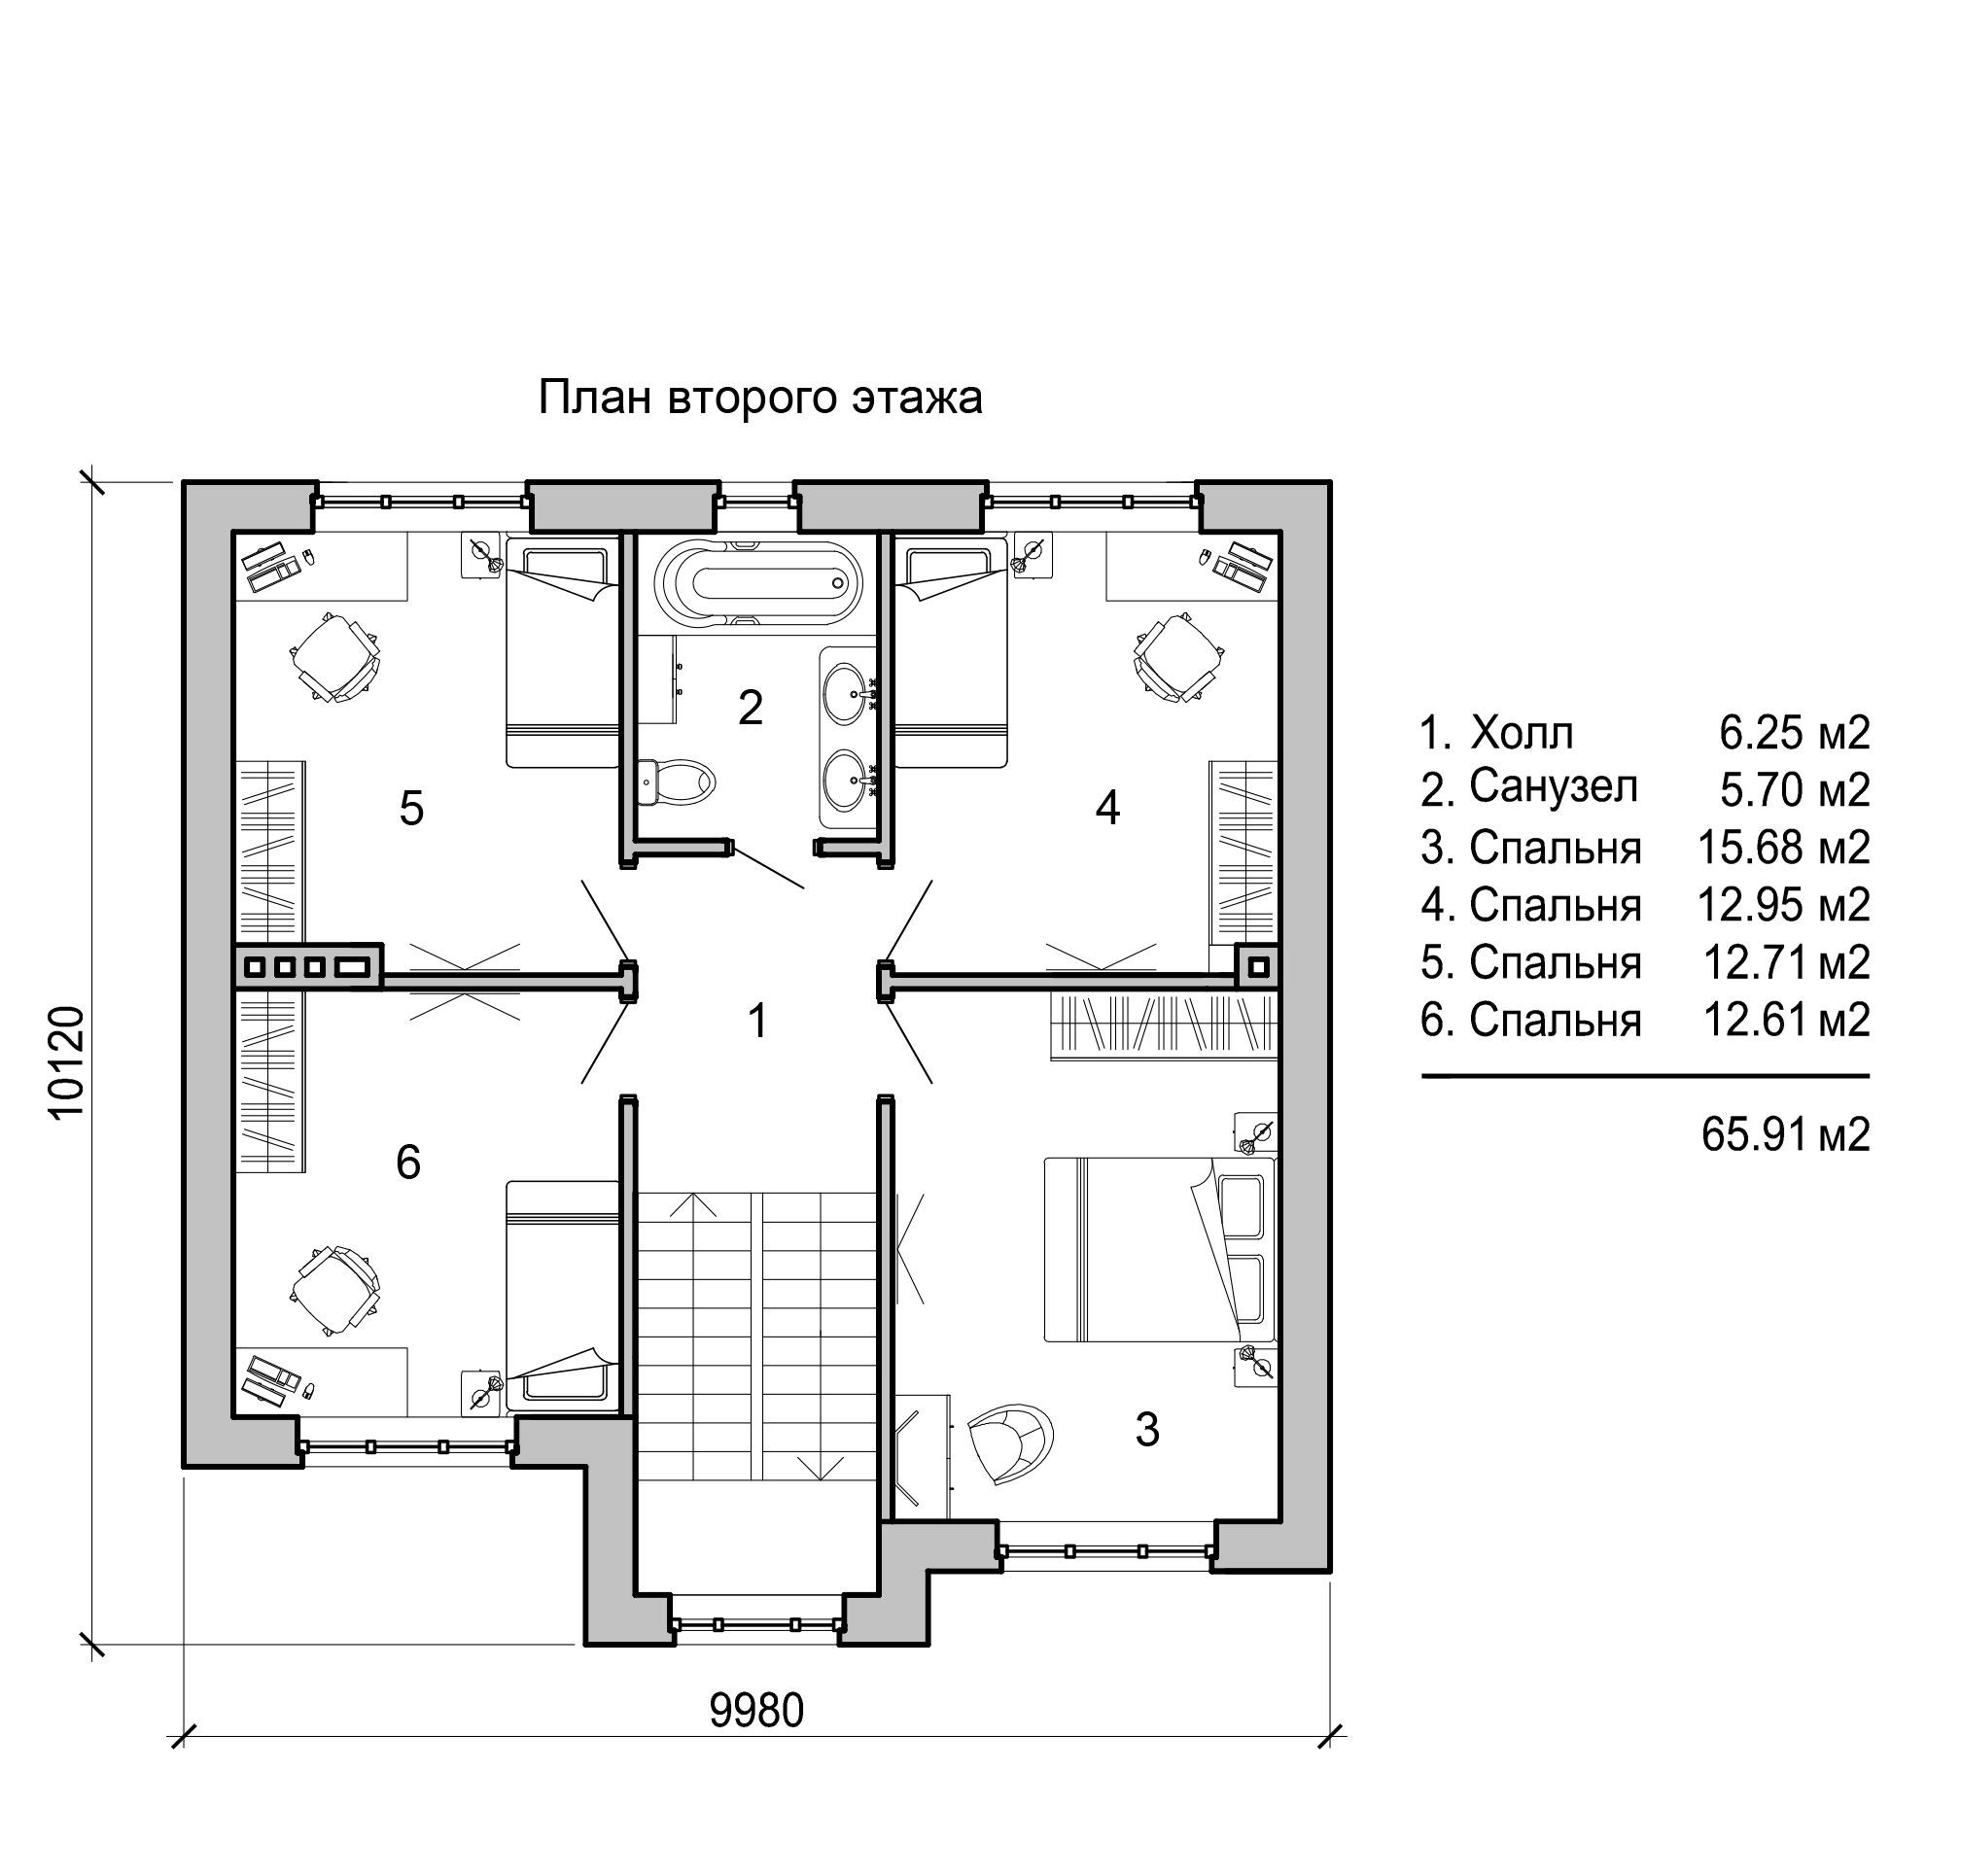 План второго этажа
10120
9980
5
2
4
1
6
3
1. Холл 6.25 м2
2. Санузел 5.70 м2
3. Спальня 15.68 м2
4. Спальня 12.95 м2
5. Спальня 12.71 м2
6. Спальня 12.61 м2
65.91 м2